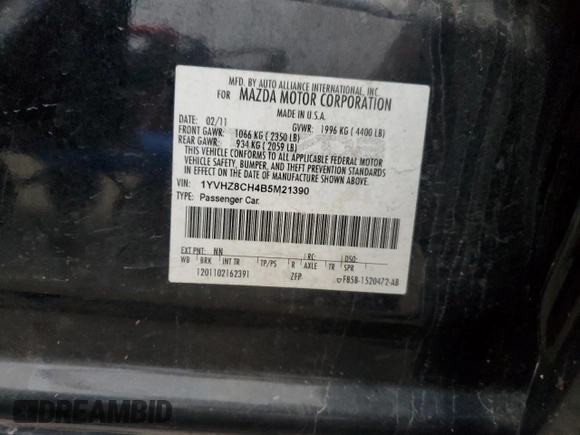 MFD. BY AUTO ALLIANCE INTERNATIONAL, INC.
FOR MAZDA MOTOR CORPORATION
MADE IN U.S.A.
DATE: 02/11 GVWR: 1996 KG ( 4400 LB)
FRONT GAWR: 1066 KG ( 2350 LB)
REAR GAWR: 934 KG ( 2059 LB)
THIS VEHICLE CONFORMS TO ALL APPLICABLE FEDERAL MOTOR
VEHICLE SAFETY, BUMPER, AND THEFT PREVENTION STANDARDS
IN EFFECT ON THE DATE OF MANUFACTURE SHOWN ABOVE.
VIN: 1YVHZ8CH4B5M21390
TYPE: Passenger Car.
EXT PNT: NN RC: DSO:
WB BRK INT TR TP/PS R AXLE TR SPR
1201102162391 ZFP FB5B-1520472-AB
DREAMBID